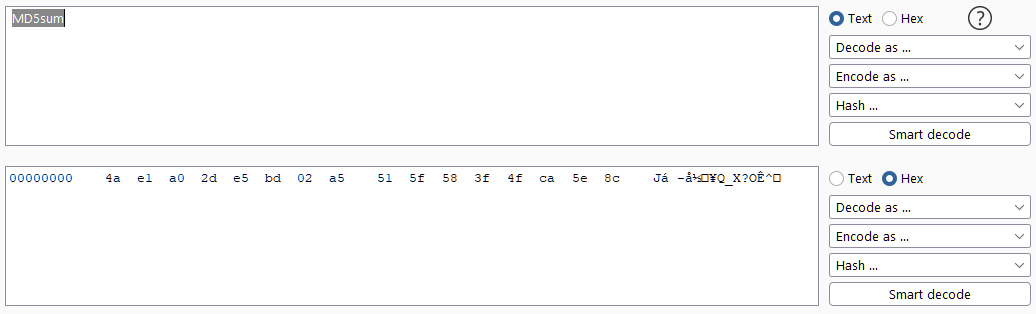 MD5sum
Text Hex ?
Decode as ...
Encode as ...
Hash ...
Smart decode
00000000 4a e1 a0 2d e5 bd 02 a5 51 5f 58 3f 4f ca 5e 8c Já -å½□¥Q_X?OÊ^□
Text Hex
Decode as ...
Encode as ...
Hash ...
Smart decode